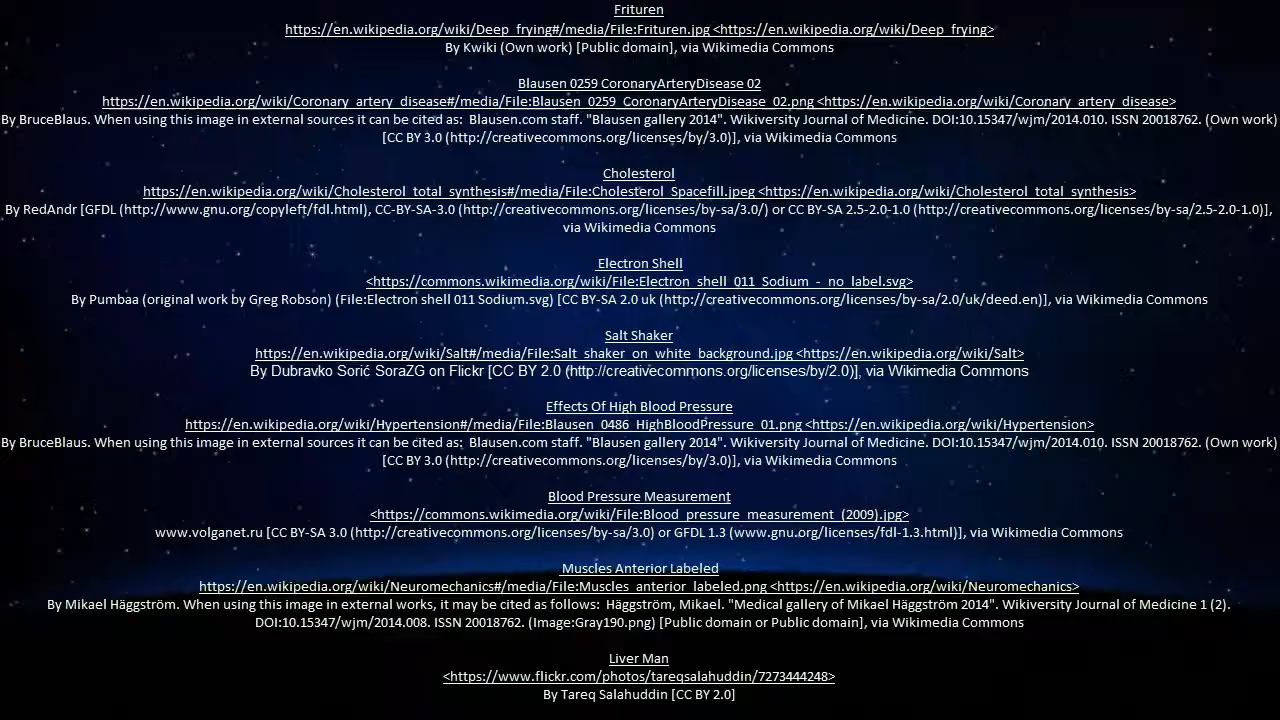 Frituren
https://en.wikipedia.org/wiki/Deep_frying#/media/File:Frituren.jpg <https://en.wikipedia.org/wiki/Deep_frying>
By Kwiki (Own work) [Public domain], via Wikimedia Commons
Blausen 0259 CoronaryArteryDisease 02
https://en.wikipedia.org/wiki/Coronary_artery_disease#/media/File:Blausen_0259_CoronaryArteryDisease_02.png <https://en.wikipedia.org/wiki/Coronary_artery_disease>
By BruceBlaus. When using this image in external sources it can be cited as: Blausen.com staff. "Blausen gallery 2014". Wikiversity Journal of Medicine. DOI:10.15347/wjm/2014.010. ISSN 20018762. (Own work)
[CC BY 3.0 (http://creativecommons.org/licenses/by/3.0)], via Wikimedia Commons
Cholesterol
https://en.wikipedia.org/wiki/Cholesterol_total_synthesis#/media/File:Cholesterol_Spacefill.jpeg <https://en.wikipedia.org/wiki/Cholesterol_total_synthesis>
By RedAndr [GFDL (http://www.gnu.org/copyleft/fdl.html), CC-BY-SA-3.0 (http://creativecommons.org/licenses/by-sa/3.0/) or CC BY-SA 2.5-2.0-1.0 (http://creativecommons.org/licenses/by-sa/2.5-2.0-1.0)],
via Wikimedia Commons
Electron Shell
<https://commons.wikimedia.org/wiki/File:Electron_shell_011_Sodium_-_no_label.svg>
By Pumbaa (original work by Greg Robson) (File:Electron shell 011 Sodium.svg) [CC BY-SA 2.0 uk (http://creativecommons.org/licenses/by-sa/2.0/uk/deed.en)], via Wikimedia Commons
Salt Shaker
https://en.wikipedia.org/wiki/Salt#/media/File:Salt_shaker_on_white_background.jpg <https://en.wikipedia.org/wiki/Salt>
By Dubravko Sorić SoraZG on Flickr [CC BY 2.0 (http://creativecommons.org/licenses/by/2.0)], via Wikimedia Commons
Effects Of High Blood Pressure
https://en.wikipedia.org/wiki/Hypertension#/media/File:Blausen_0486_HighBloodPressure_01.png <https://en.wikipedia.org/wiki/Hypertension>
By BruceBlaus. When using this image in external sources it can be cited as: Blausen.com staff. "Blausen gallery 2014". Wikiversity Journal of Medicine. DOI:10.15347/wjm/2014.010. ISSN 20018762. (Own work)
[CC BY 3.0 (http://creativecommons.org/licenses/by/3.0)], via Wikimedia Commons
Blood Pressure Measurement
<https://commons.wikimedia.org/wiki/File:Blood_pressure_measurement_(2009).jpg>
www.volganet.ru [CC BY-SA 3.0 (http://creativecommons.org/licenses/by-sa/3.0) or GFDL 1.3 (www.gnu.org/licenses/fdl-1.3.html)], via Wikimedia Commons
Muscles Anterior Labeled
https://en.wikipedia.org/wiki/Neuromechanics#/media/File:Muscles_anterior_labeled.png <https://en.wikipedia.org/wiki/Neuromechanics>
By Mikael Häggström. When using this image in external works, it may be cited as follows: Häggström, Mikael. "Medical gallery of Mikael Häggström 2014". Wikiversity Journal of Medicine 1 (2).
DOI:10.15347/wjm/2014.008. ISSN 20018762. (Image:Gray190.png) [Public domain or Public domain], via Wikimedia Commons
Liver Man
<https://www.flickr.com/photos/tareqsalahuddin/7273444248>
By Tareq Salahuddin [CC BY 2.0]